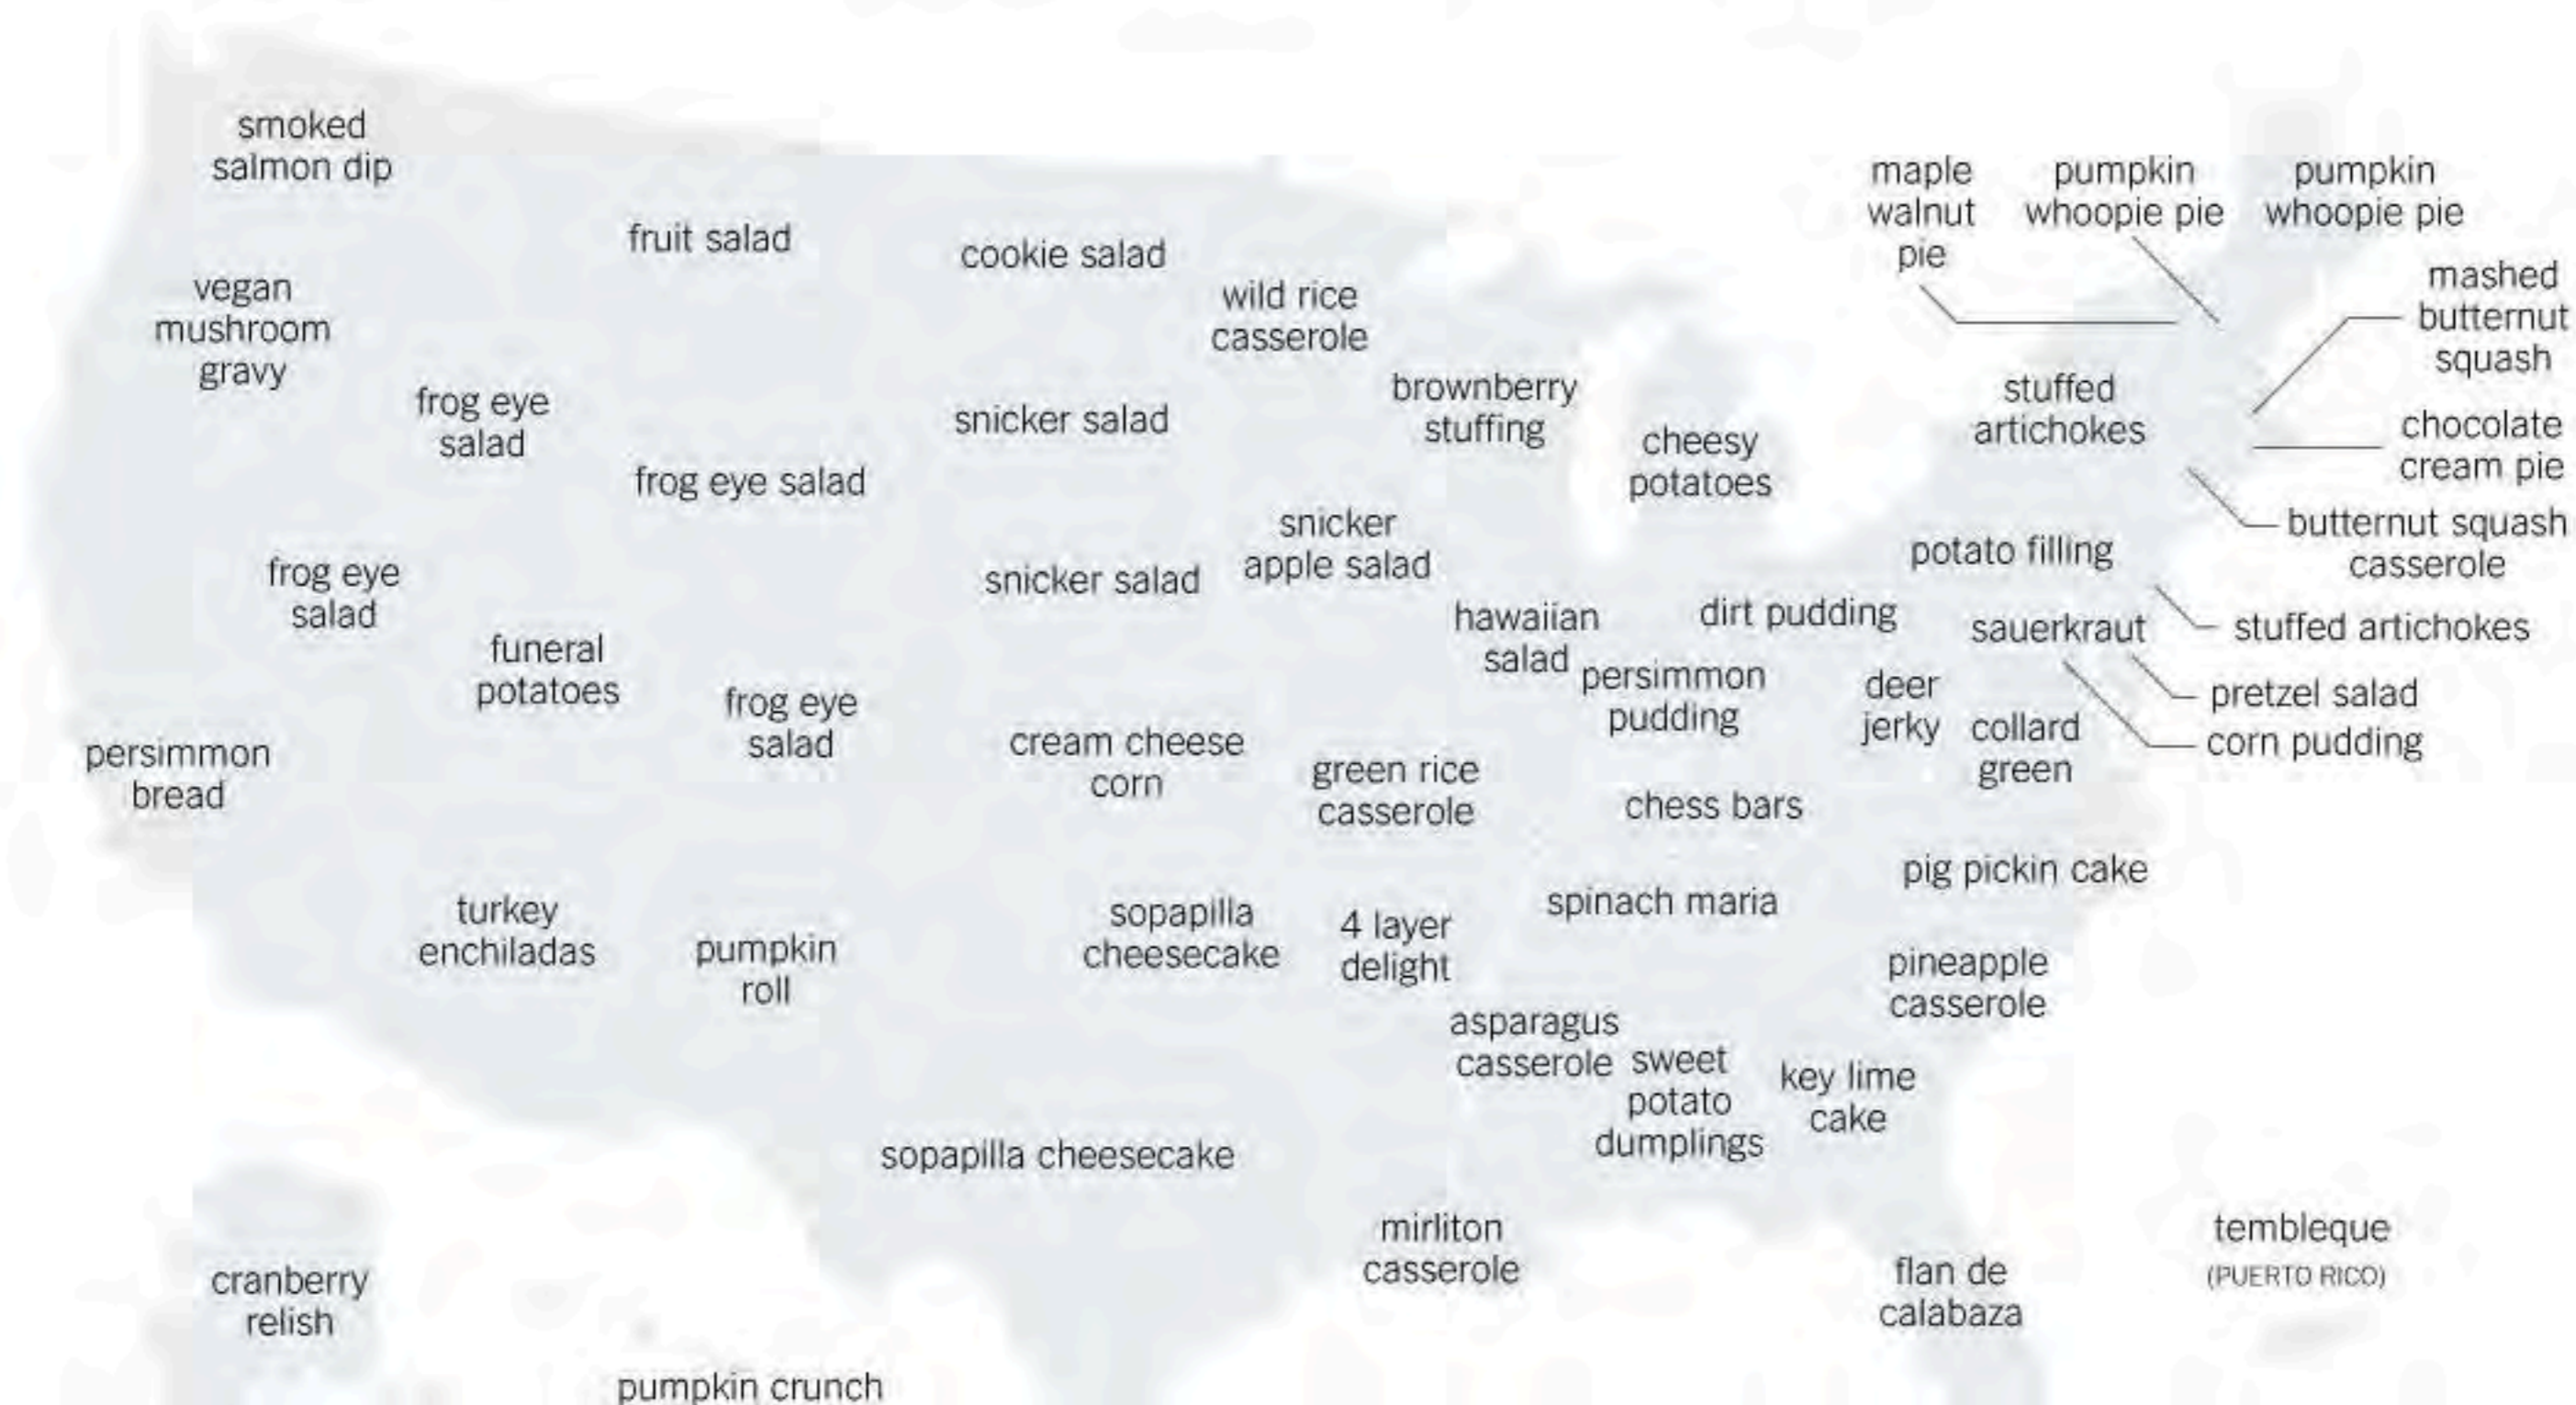 smoked
salmon dip
maple
walnut
pie
pumpkin
whoopie pie
pumpkin
whoopie pie
fruit salad
cookie salad
vegan
mushroom
gravy
wild rice
casserole
mashed
butternut
squash
frog eye
salad
snicker salad
brownberry
stuffing
cheesy
potatoes
stuffed
artichokes
chocolate
cream pie
frog eye salad
snicker
apple salad
butternut squash
casserole
potato filling
frog eye
salad
snicker salad
hawaiian
salad
dirt pudding
sauerkraut
stuffed artichokes
funeral
potatoes
frog eye
salad
persimmon
pudding
deer
jerky
collard
green
pretzel salad
corn pudding
persimmon
bread
cream cheese
corn
green rice
casserole
chess bars
pig pickin cake
turkey
enchiladas
pumpkin
roll
sopapilla
cheesecake
4 layer
delight
spinach maria
pineapple
casserole
asparagus
casserole
sweet
potato
dumplings
key lime
cake
sopapilla cheesecake
mirliton
casserole
flan de
calabaza
tembleque
(PUERTO RICO)
cranberry
relish
pumpkin crunch